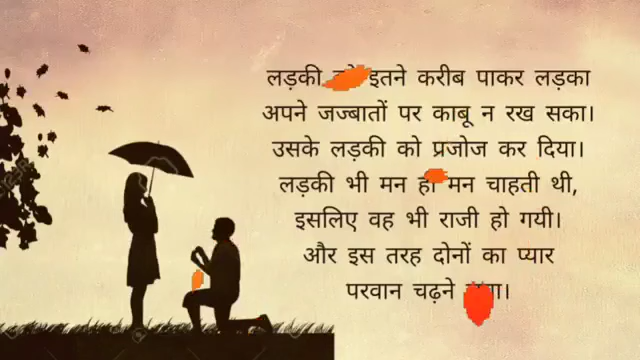 लड़की इतने करीब पाकर लड़का
अपने जज्बातों पर काबू न रख सका।
उसके लड़की को प्रजोज कर दिया।
लड़की भी मन ही मन चाहती थी,
इसलिए वह भी राजी हो गयी।
और इस तरह दोनों का प्यार
परवान चढ़ने